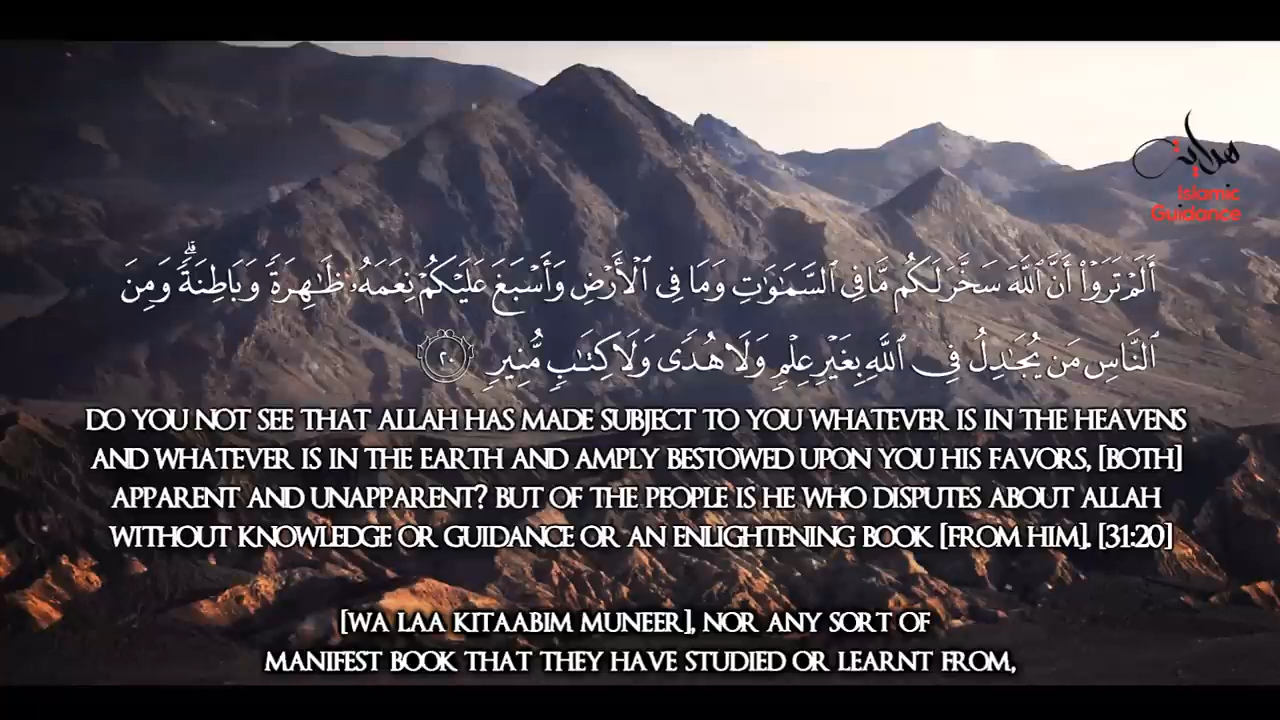 هداية
Islamic
Guidance
أَلَمْ تَرَوْا۟ أَنَّ ٱللَّهَ سَخَّرَ لَكُم مَّا فِى ٱلسَّمَـٰوَٰتِ وَمَا فِى ٱلْأَرْضِ وَأَسْبَغَ عَلَيْكُمْ نِعَمَهُۥ ظَـٰهِرَةً وَبَاطِنَةً ۗ وَمِنَ
ٱلنَّاسِ مَن يُجَـٰدِلُ فِى ٱللَّهِ بِغَيْرِ عِلْمٍ وَلَا هُدًى وَلَا كِتَـٰبٍ مُّنِيرٍ ٢٠
DO YOU NOT SEE THAT ALLAH HAS MADE SUBJECT TO YOU WHATEVER IS IN THE HEAVENS
AND WHATEVER IS IN THE EARTH AND AMPLY BESTOWED UPON YOU HIS FAVORS, [BOTH]
APPARENT AND UNAPPARENT? BUT OF THE PEOPLE IS HE WHO DISPUTES ABOUT ALLAH
WITHOUT KNOWLEDGE OR GUIDANCE OR AN ENLIGHTENING BOOK [FROM HIM]. [31:20]
[WA LAA KITAABIM MUNEER], NOR ANY SORT OF
MANIFEST BOOK THAT THEY HAVE STUDIED OR LEARNT FROM,